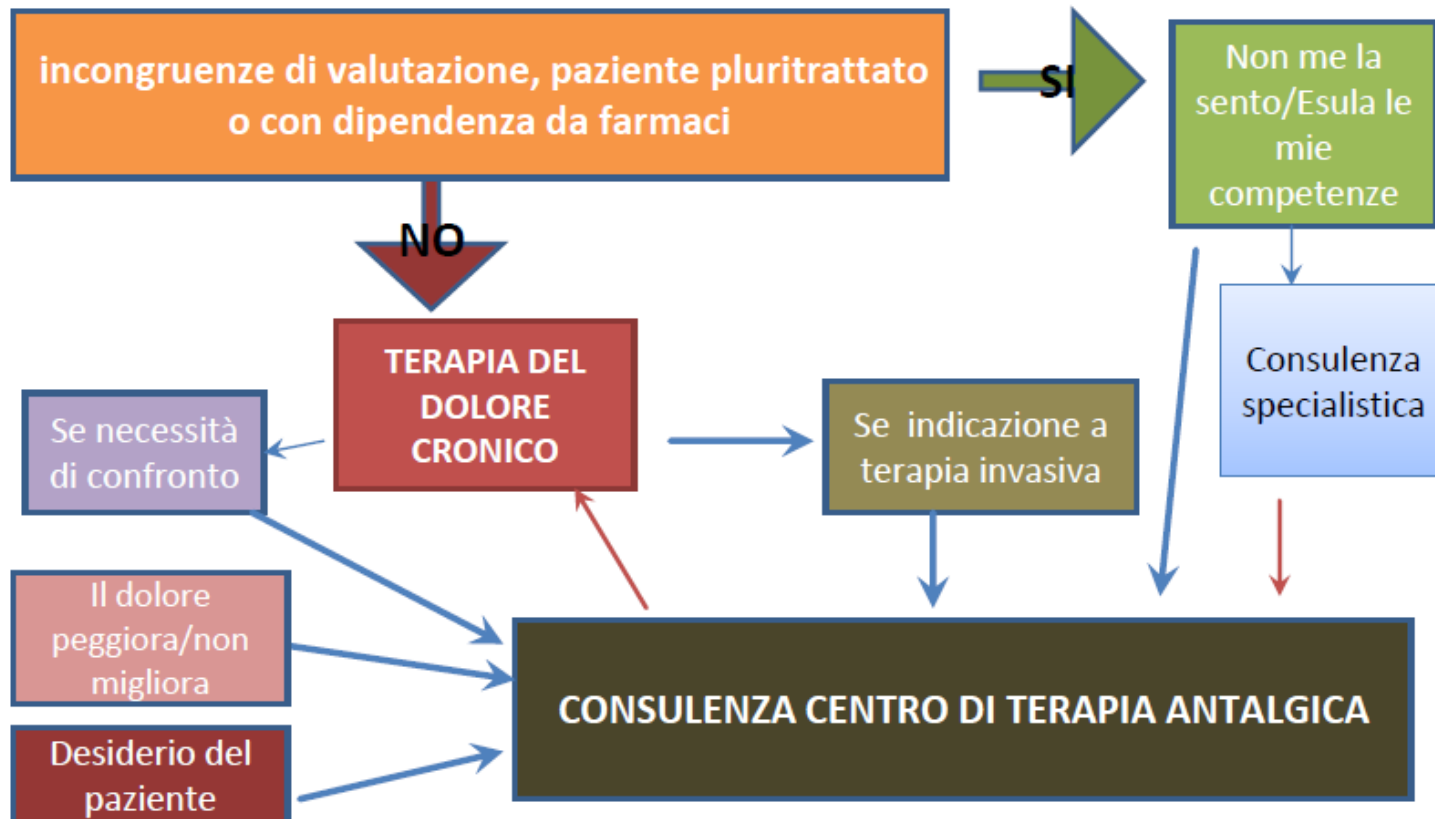 incongruenze di valutazione, paziente pluritrattato
o con dipendenza da farmaci
SI
Non me la
sento/Esula le
mie
competenze
NO
TERAPIA DEL
DOLORE
CRONICO
Se necessità
di confronto
Se indicazione a
terapia invasiva
Consulenza
specialistica
Il dolore
peggiora/non
migliora
CONSULENZA CENTRO DI TERAPIA ANTALGICA
Desiderio del
paziente